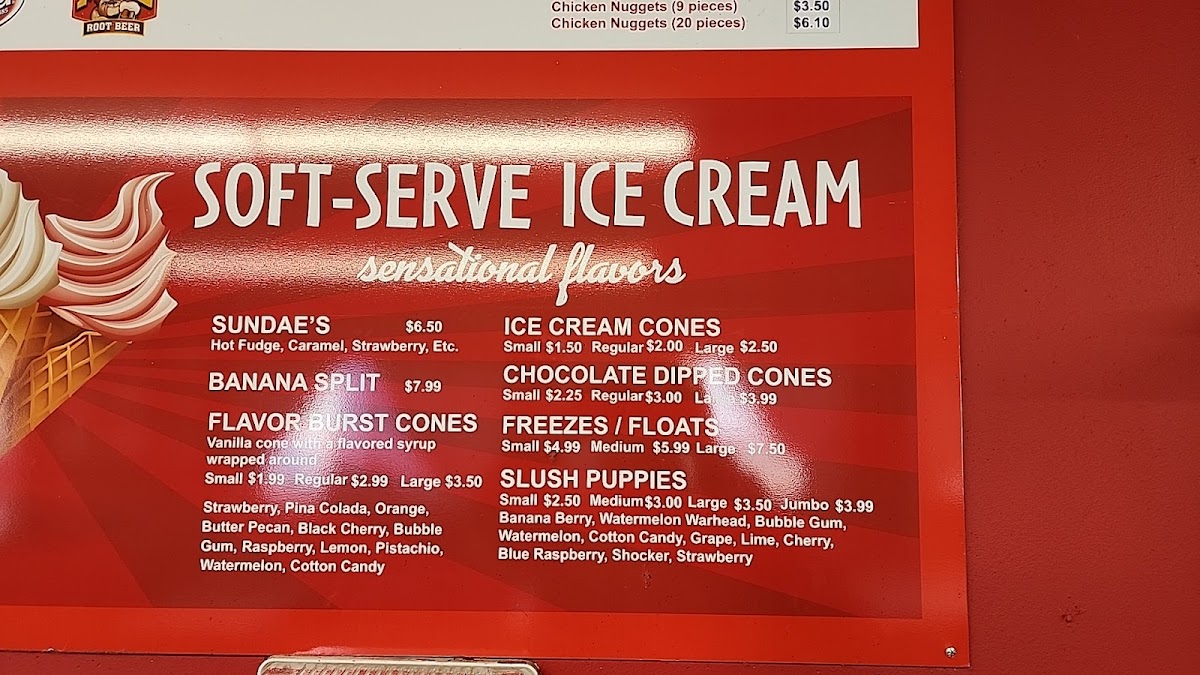 ROOT BEER
Chicken Nuggets (9 pieces) $3.50
Chicken Nuggets (20 pieces) $6.10
SOFT-SERVE ICE CREAM
sensational flavors
SUNDAE'S $6.50
Hot Fudge, Caramel, Strawberry, Etc.
BANANA SPLIT $7.99
FLAVOR BURST CONES
Vanilla cone with a flavored syrup
wrapped around
Small $1.99 Regular $2.99 Large $3.50
Strawberry, Pina Colada, Orange,
Butter Pecan, Black Cherry, Bubble
Gum, Raspberry, Lemon, Pistachio,
Watermelon, Cotton Candy
ICE CREAM CONES
Small $1.50 Regular $2.00 Large $2.50
CHOCOLATE DIPPED CONES
Small $2.25 Regular $3.00 Large $3.99
FREEZES / FLOATS
Small $4.99 Medium $5.99 Large $7.50
SLUSH PUPPIES
Small $2.50 Medium $3.00 Large $3.50 Jumbo $3.99
Banana Berry, Watermelon Warhead, Bubble Gum,
Watermelon, Cotton Candy, Grape, Lime, Cherry,
Blue Raspberry, Shocker, Strawberry